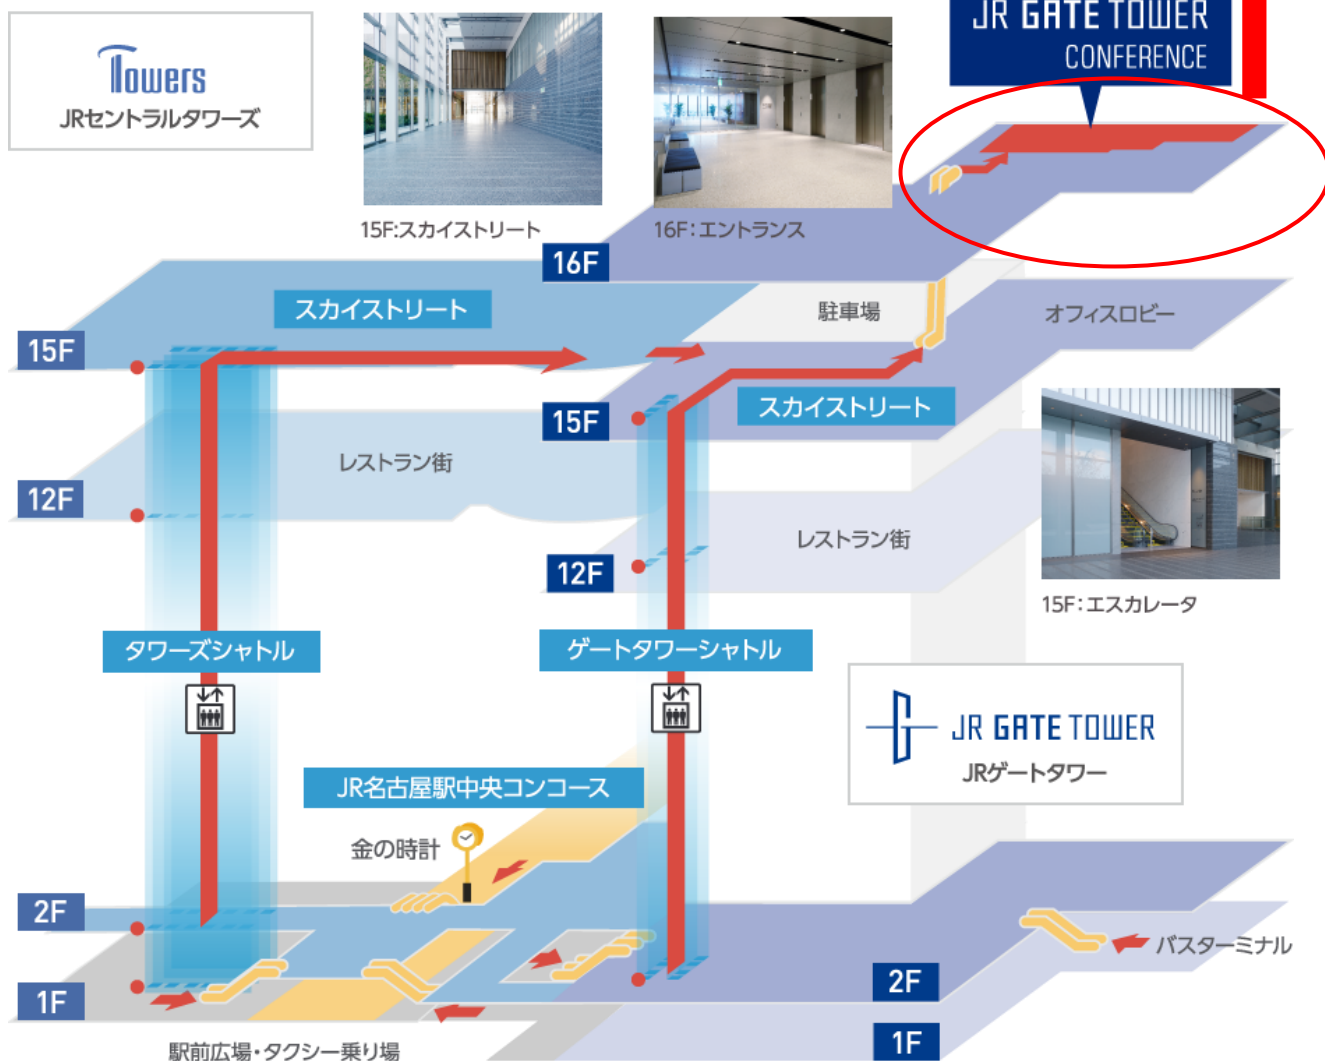 JR GATE TOWER
CONFERENCE
Towers
JRセントラルタワーズ
15F:スカイストリート
16F:エントランス
16F
スカイストリート
駐車場
オフィスロビー
15F
15F
スカイストリート
レストラン街
12F
レストラン街
12F
15F:エスカレータ
タワーズシャトル
ゲートタワーシャトル
JR GATE TOWER
JRゲートタワー
JR名古屋駅中央コンコース
金の時計
2F
バスターミナル
2F
1F
1F
駅前広場・タクシー乗り場